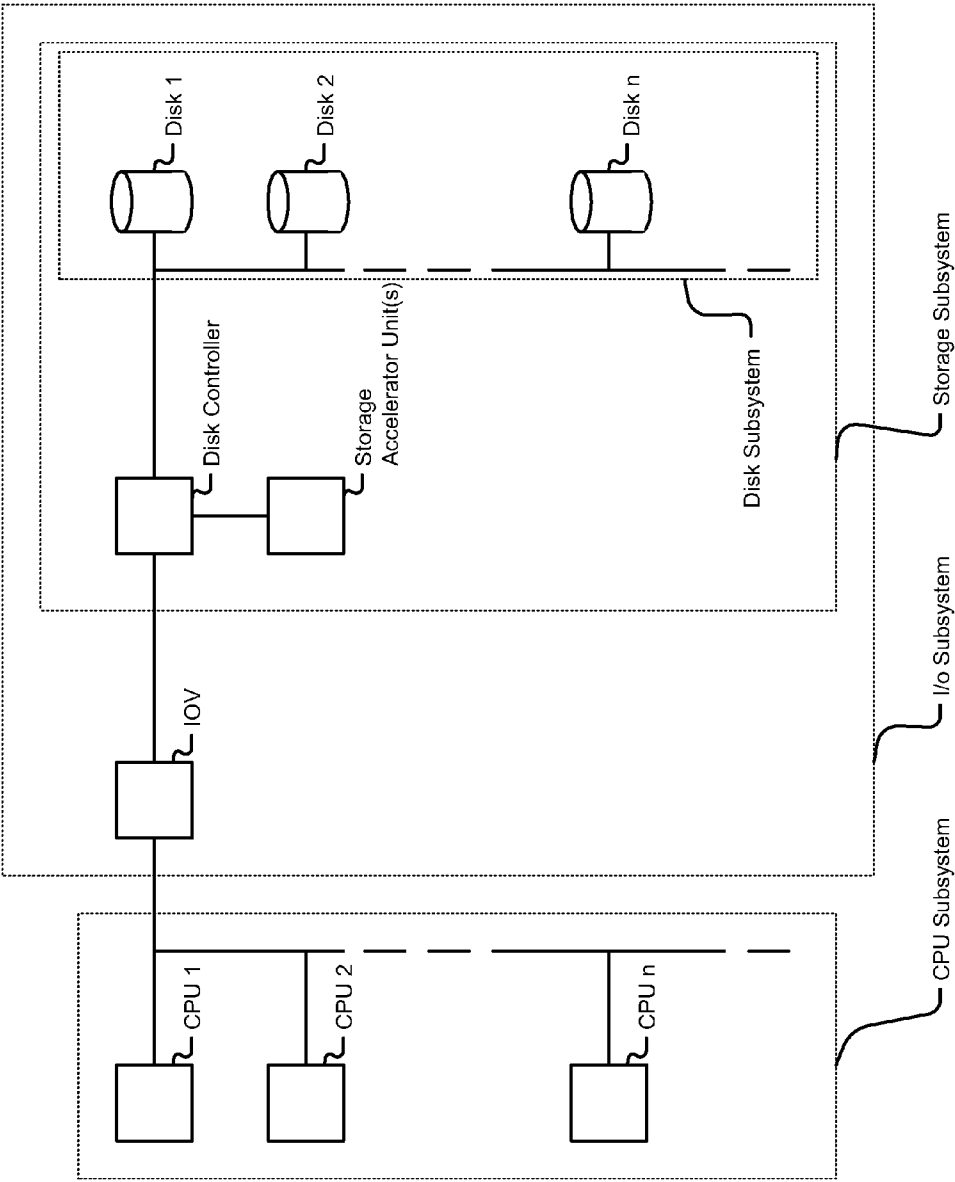 Disk 1
Disk 2
Disk n
Disk Controller
Storage
Accelerator Unit(s)
Disk Subsystem
Storage Subsystem
IOV
I/o Subsystem
CPU 1
CPU 2
CPU n
CPU Subsystem